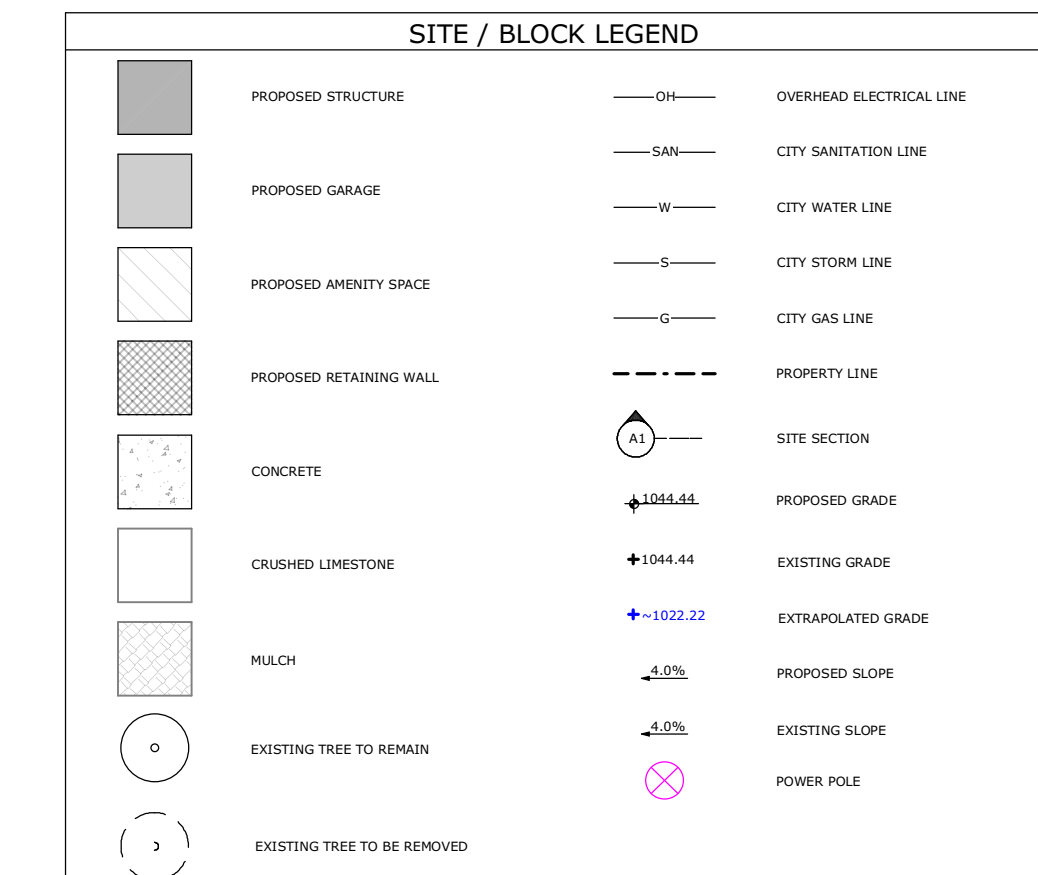 SITE / BLOCK LEGEND
PROPOSED STRUCTURE
PROPOSED GARAGE
PROPOSED AMENITY SPACE
PROPOSED RETAINING WALL
CONCRETE
CRUSHED LIMESTONE
MULCH
EXISTING TREE TO REMAIN
EXISTING TREE TO BE REMOVED
OH OVERHEAD ELECTRICAL LINE
SAN CITY SANITATION LINE
W CITY WATER LINE
S CITY STORM LINE
G CITY GAS LINE
PROPERTY LINE
A1 SITE SECTION
1044.44 PROPOSED GRADE
1044.44 EXISTING GRADE
~1022.22 EXTRAPOLATED GRADE
4.0% PROPOSED SLOPE
4.0% EXISTING SLOPE
POWER POLE